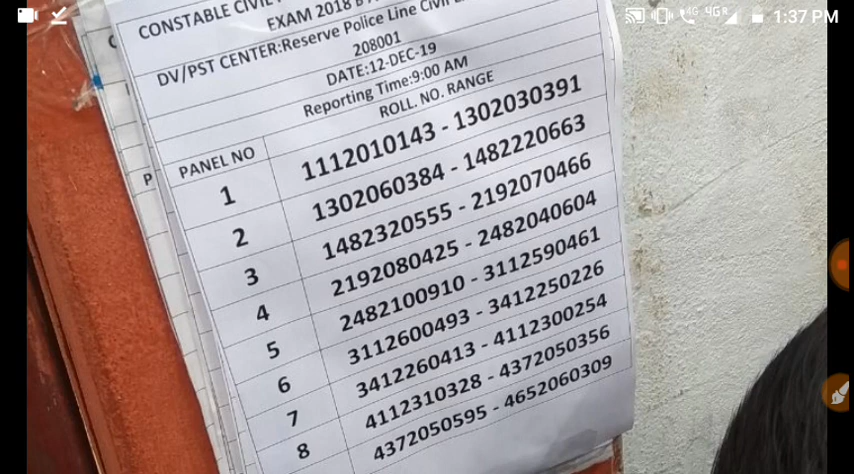 1:37 PM
4G 4GR
CONSTABLE CIVIL
EXAM 2018
DV/PST CENTER:Reserve Police Line Civil
208001
DATE:12-DEC-19
Reporting Time:9:00 AM
PANEL NO ROLL. NO. RANGE
1 1112010143 - 1302030391
2 1302060384 - 1482220663
3 1482320555 - 2192070466
4 2192080425 - 2482040604
5 2482100910 - 3112590461
6 3112600493 - 3412250226
7 3412260413 - 4112300254
8 4112310328 - 4372050356
4372050595 - 4652060309
P